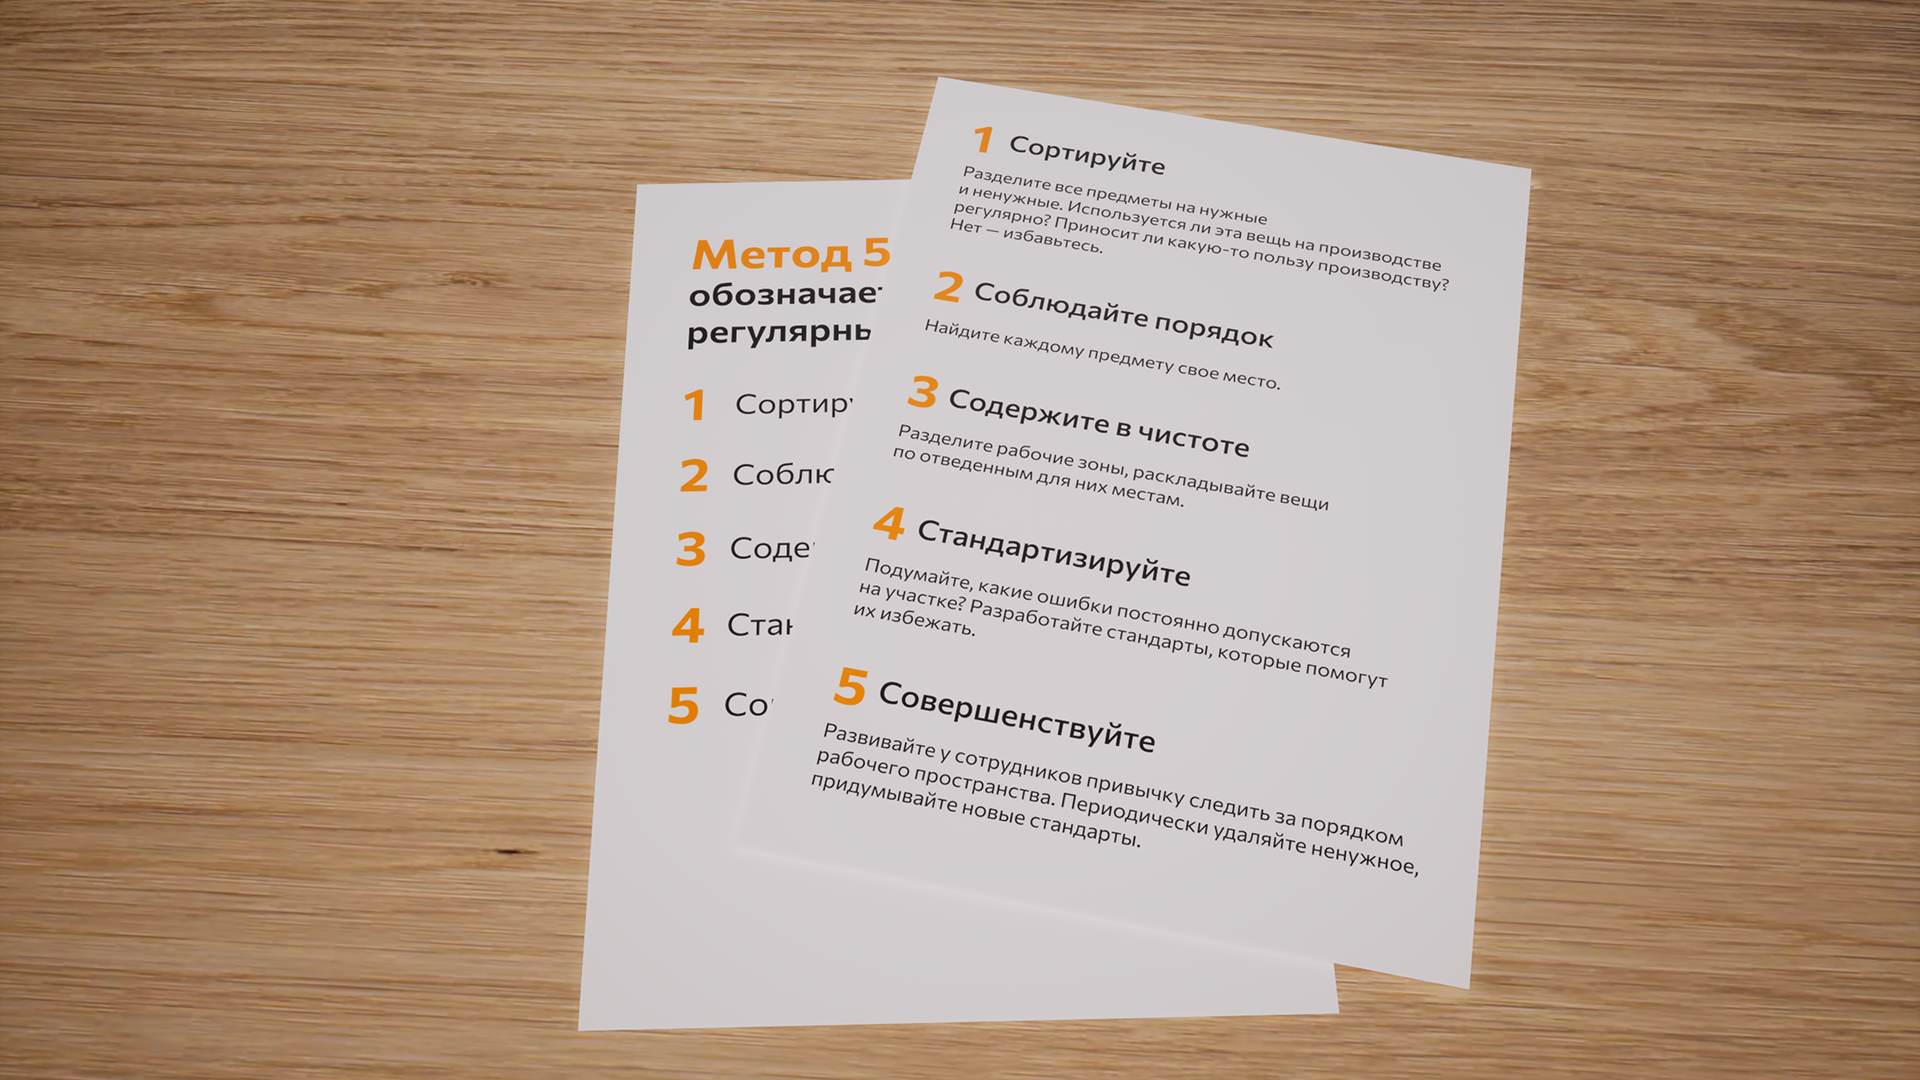 Метод 5
обозначает
регулярны
1 Сортиру
2 Соблю
3 Соде
4 Стан
5 Со
1 Сортируйте
Разделите все предметы на нужные
и ненужные. Используется ли эта вещь на производстве
регулярно? Приносит ли какую-то пользу производству?
Нет — избавьтесь.
2 Соблюдайте порядок
Найдите каждому предмету свое место.
3 Содержите в чистоте
Разделите рабочие зоны, раскладывайте вещи
по отведенным для них местам.
4 Стандартизируйте
Подумайте, какие ошибки постоянно допускаются
на участке? Разработайте стандарты, которые помогут
их избежать.
5 Совершенствуйте
Развивайте у сотрудников привычку следить за порядком
рабочего пространства. Периодически удаляйте ненужное,
придумывайте новые стандарты.